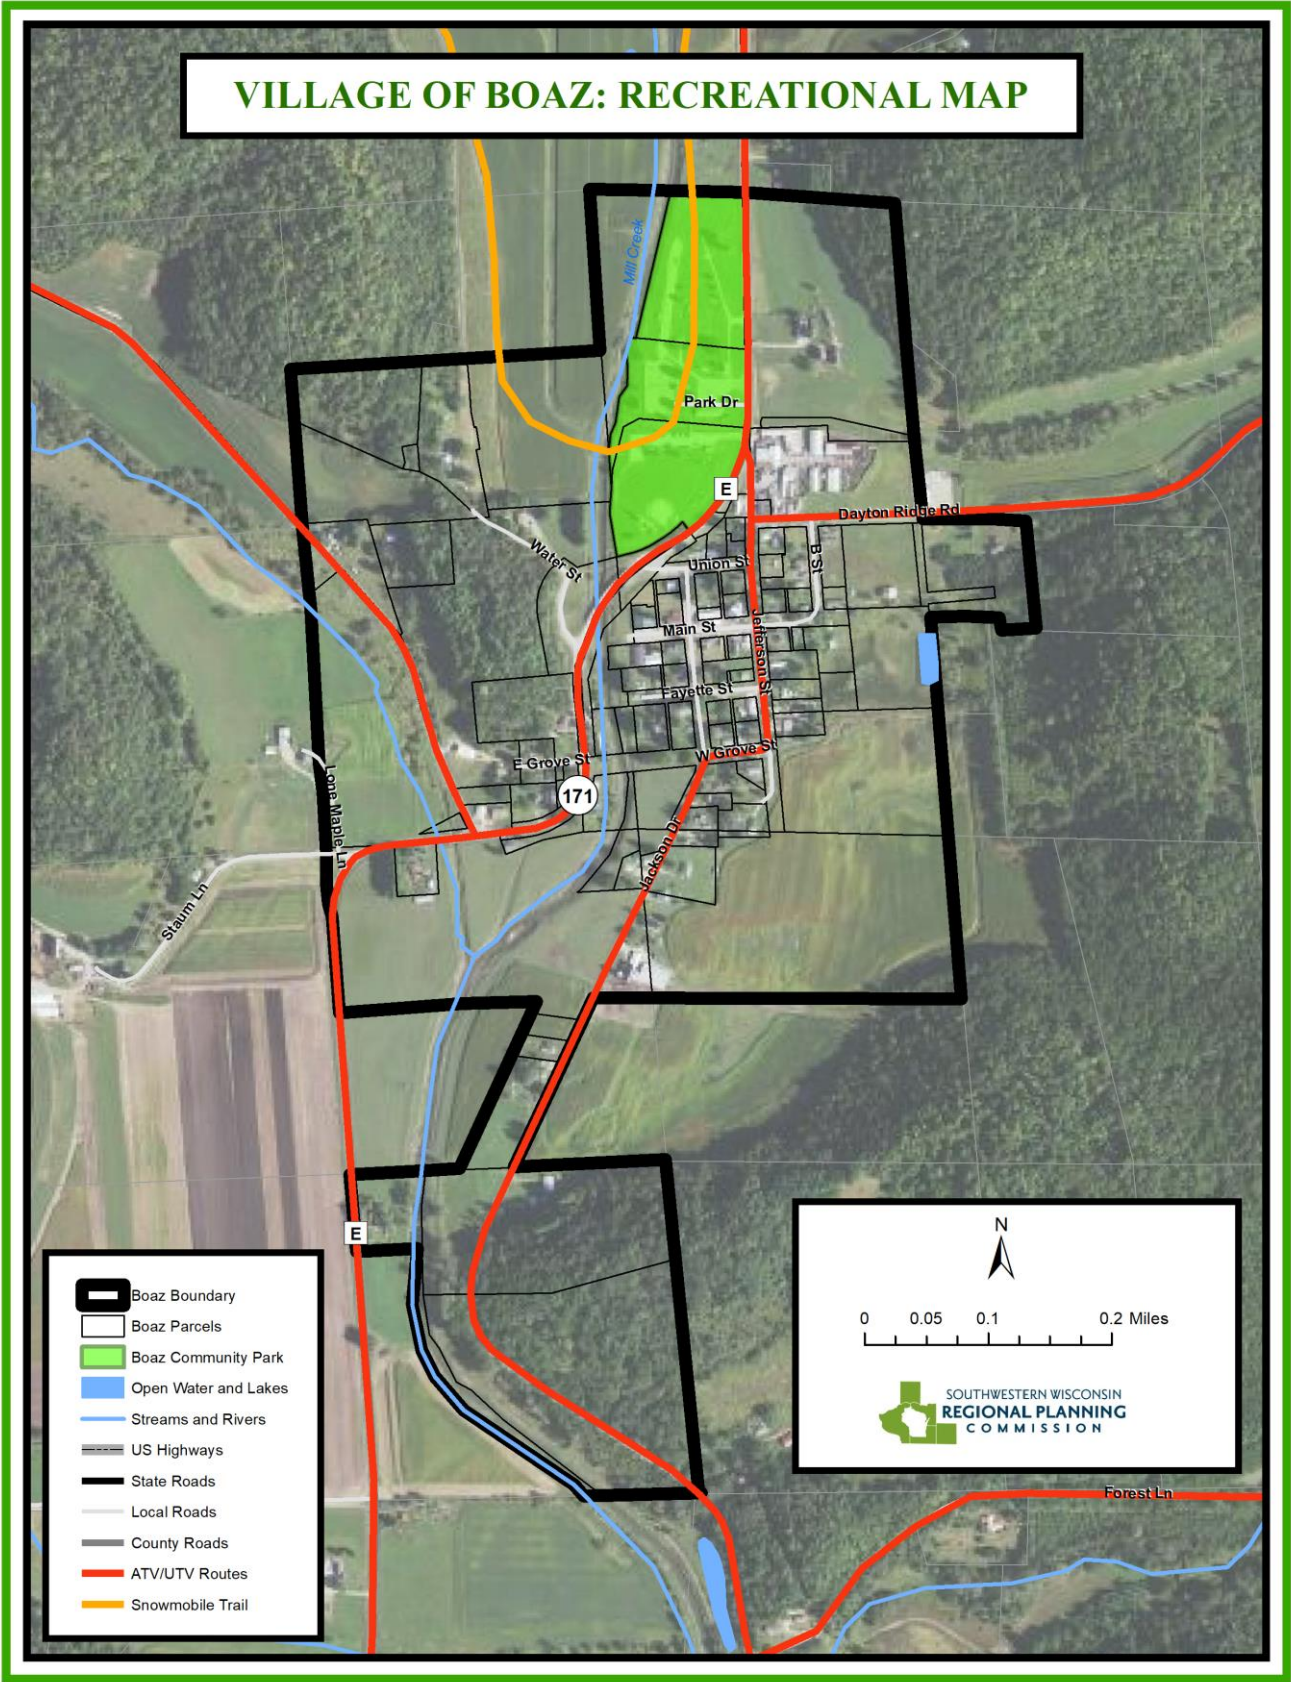 VILLAGE OF BOAZ: RECREATIONAL MAP
Mill Creek
Park Dr
E
Dayton Ridge Rd
Water St
Union St
B St
Main St
Jefferson St
Fayette St
W Grove St
E Grove St
171
Lone Maple Ln
Jackson Dr
Staum Ln
E
Forest Ln
N
0 0.05 0.1 0.2 Miles
SOUTHWESTERN WISCONSIN
REGIONAL PLANNING
COMMISSION
Boaz Boundary
Boaz Parcels
Boaz Community Park
Open Water and Lakes
Streams and Rivers
US Highways
State Roads
Local Roads
County Roads
ATV/UTV Routes
Snowmobile Trail